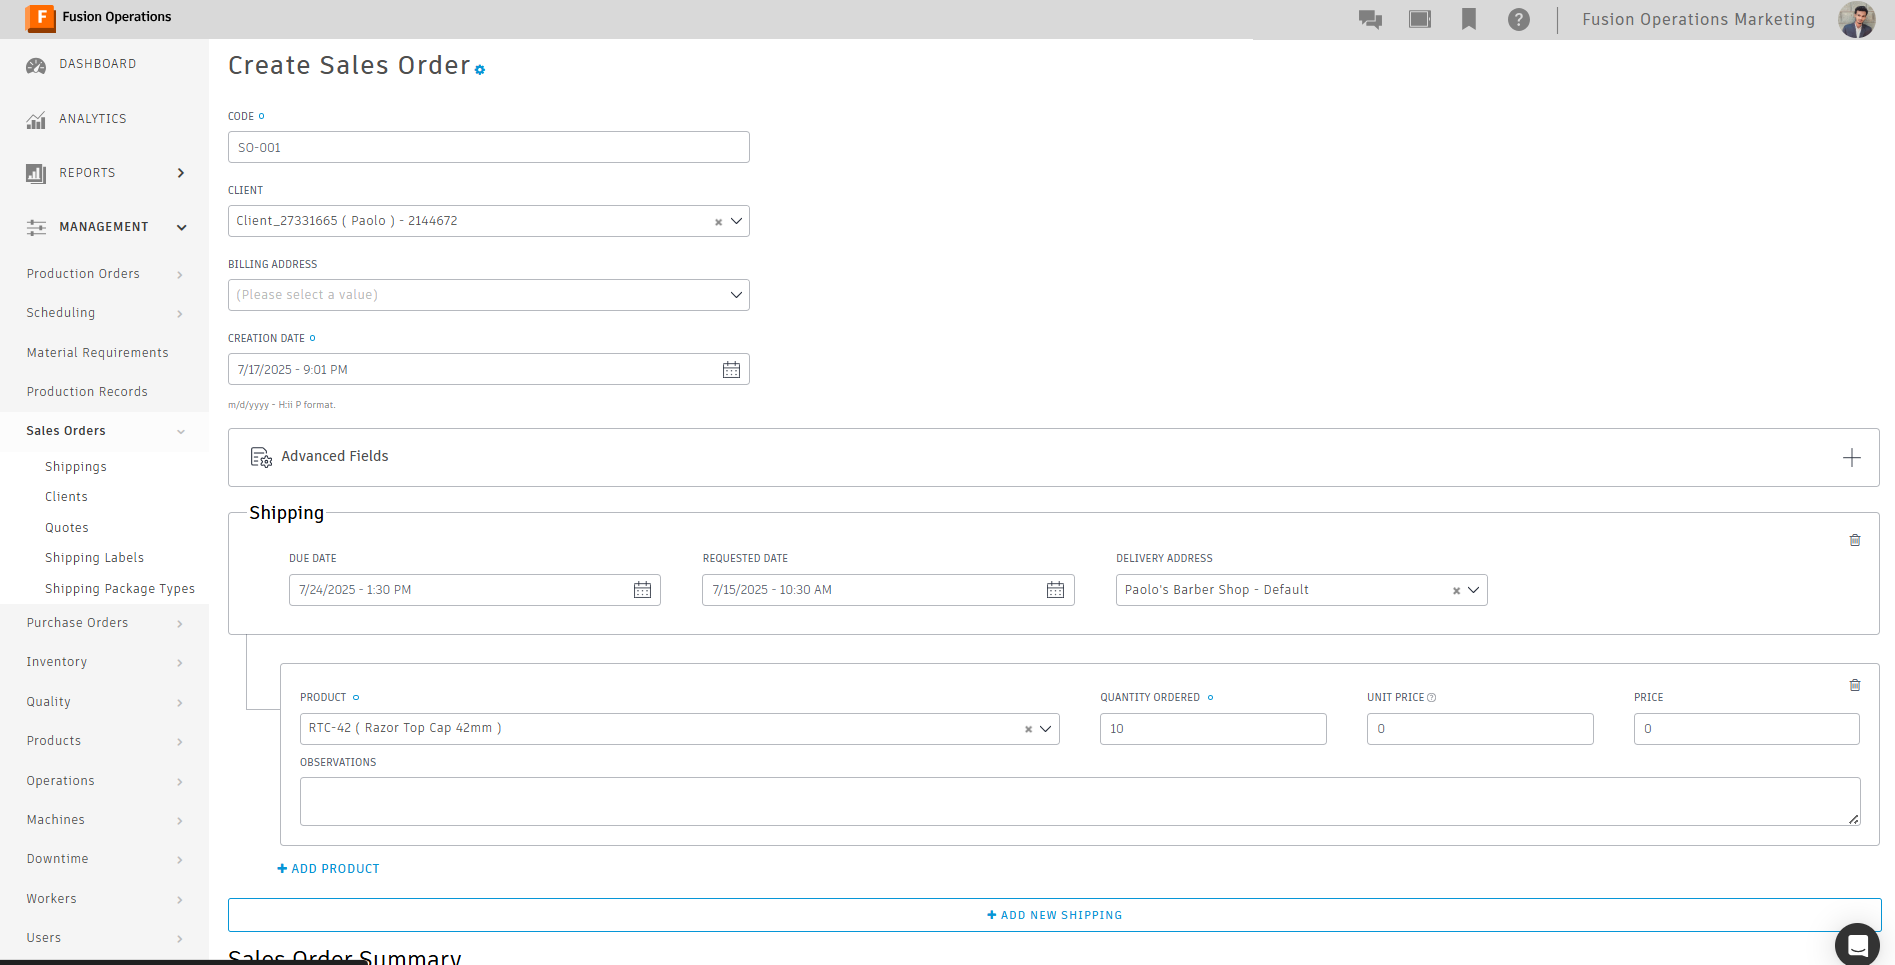 Fusion Operations
Fusion Operations Marketing
DASHBOARD
ANALYTICS
REPORTS
MANAGEMENT
Production Orders
Scheduling
Material Requirements
Production Records
Sales Orders
Shippings
Clients
Quotes
Shipping Labels
Shipping Package Types
Purchase Orders
Inventory
Quality
Products
Operations
Machines
Downtime
Workers
Users
Create Sales Order
CODE
SO-001
CLIENT
Client_27331665 ( Paolo ) - 2144672
BILLING ADDRESS
(Please select a value)
CREATION DATE
7/17/2025 - 9:01 PM
m/d/yyyy - H:ii P format.
Advanced Fields
Shipping
DUE DATE REQUESTED DATE DELIVERY ADDRESS
7/24/2025 - 1:30 PM 7/15/2025 - 10:30 AM Paolo's Barber Shop - Default
PRODUCT QUANTITY ORDERED UNIT PRICE PRICE
RTC-42 ( Razor Top Cap 42mm ) 10 0 0
OBSERVATIONS
ADD PRODUCT
ADD NEW SHIPPING
Sales Order Summary